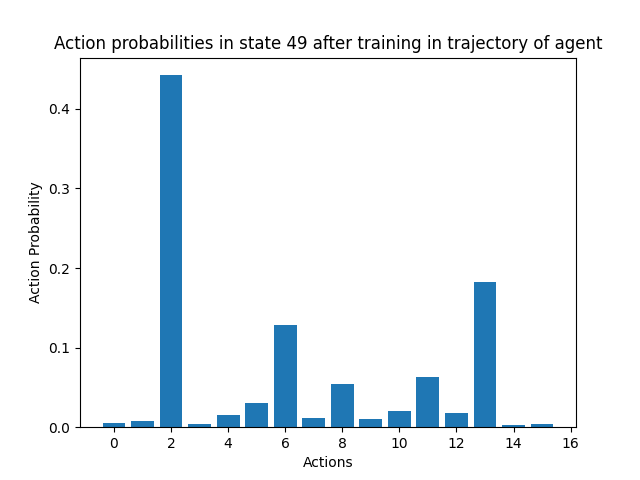 Action probabilities in state 49 after training in trajectory of agent
0.4
0.3
0.2
0.1
0.0
Action Probability
0 2 4 6 8 10 12 14 16
Actions